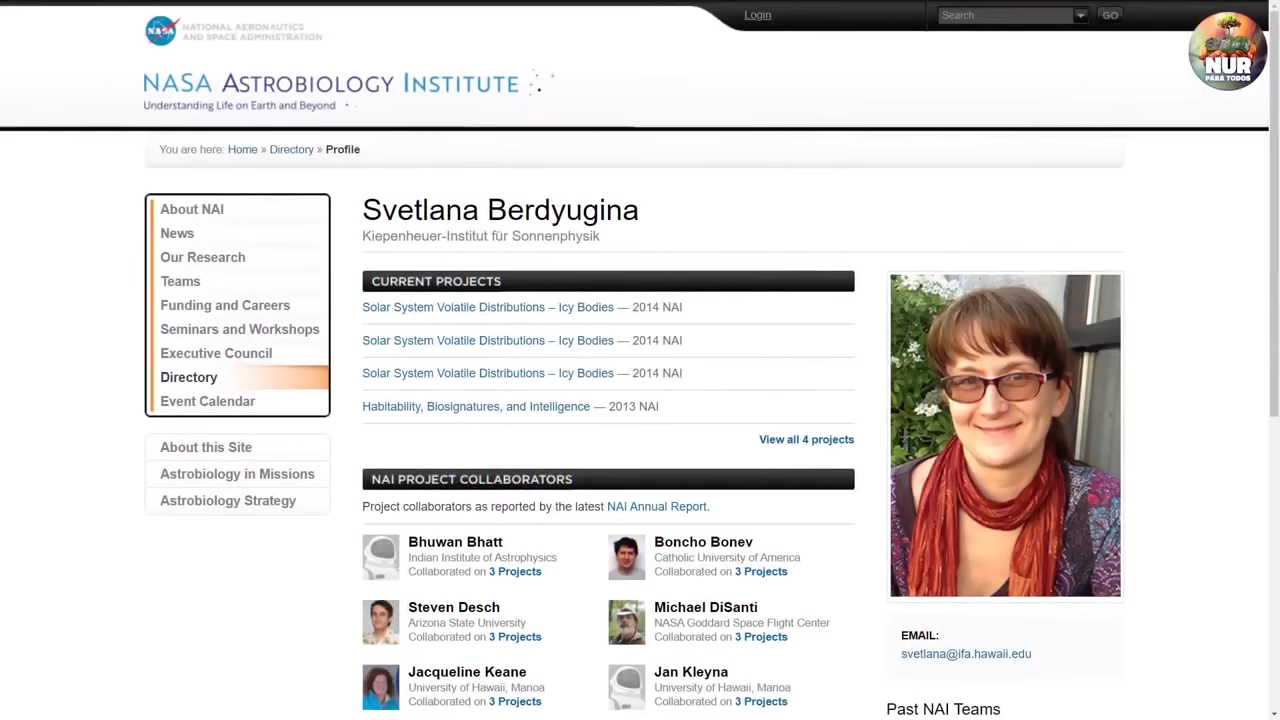 Login
Search
GO
NATIONAL AERONAUTICS
AND SPACE ADMINISTRATION
NASA
NUR
PARA TODOS
NASA ASTROBIOLOGY INSTITUTE
Understanding Life on Earth and Beyond
You are here: Home » Directory » Profile
About NAI
News
Our Research
Teams
Funding and Careers
Seminars and Workshops
Executive Council
Directory
Event Calendar
About this Site
Astrobiology in Missions
Astrobiology Strategy
Svetlana Berdyugina
Kiepenheuer-Institut für Sonnenphysik
CURRENT PROJECTS
Solar System Volatile Distributions – Icy Bodies — 2014 NAI
Solar System Volatile Distributions – Icy Bodies — 2014 NAI
Solar System Volatile Distributions – Icy Bodies — 2014 NAI
Habitability, Biosignatures, and Intelligence — 2013 NAI
View all 4 projects
NAI PROJECT COLLABORATORS
Project collaborators as reported by the latest NAI Annual Report.
Bhuwan Bhatt
Indian Institute of Astrophysics
Collaborated on 3 Projects
Boncho Bonev
Catholic University of America
Collaborated on 3 Projects
Steven Desch
Arizona State University
Collaborated on 3 Projects
Michael DiSanti
NASA Goddard Space Flight Center
Collaborated on 3 Projects
Jacqueline Keane
University of Hawaii, Manoa
Collaborated on 3 Projects
Jan Kleyna
University of Hawaii, Manoa
Collaborated on 3 Projects
EMAIL:
svetlana@ifa.hawaii.edu
Past NAI Teams